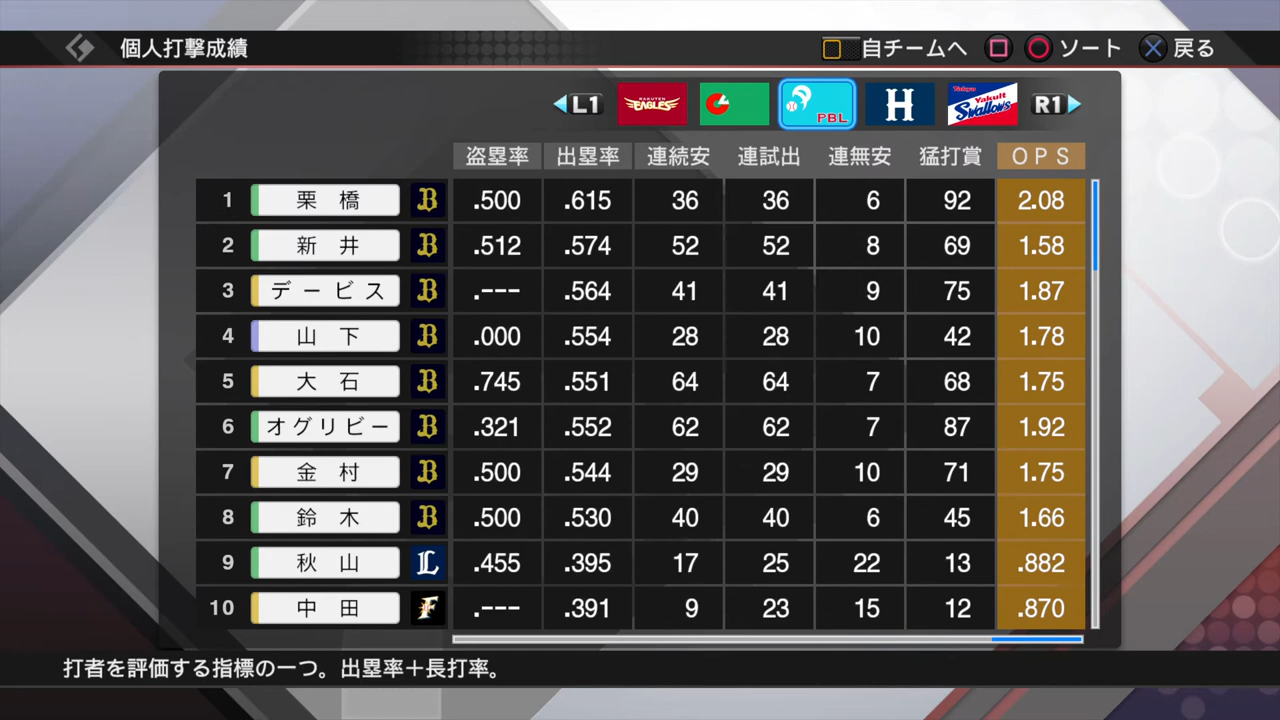 個人打撃成績 自チームへ ソート 戻る
L1 RAKUTEN EAGLES PBL H Tokyo Yakult Swallows R1
盗塁率 出塁率 連続安 連試出 連無安 猛打賞 OPS
1 栗橋 B .500 .615 36 36 6 92 2.08
2 新井 B .512 .574 52 52 8 69 1.58
3 デービス B .--- .564 41 41 9 75 1.87
4 山下 B .000 .554 28 28 10 42 1.78
5 大石 B .745 .551 64 64 7 68 1.75
6 オグリビー B .321 .552 62 62 7 87 1.92
7 金村 B .500 .544 29 29 10 71 1.75
8 鈴木 B .500 .530 40 40 6 45 1.66
9 秋山 L .455 .395 17 25 22 13 .882
10 中田 F .--- .391 9 23 15 12 .870
打者を評価する指標の一つ。出塁率＋長打率。